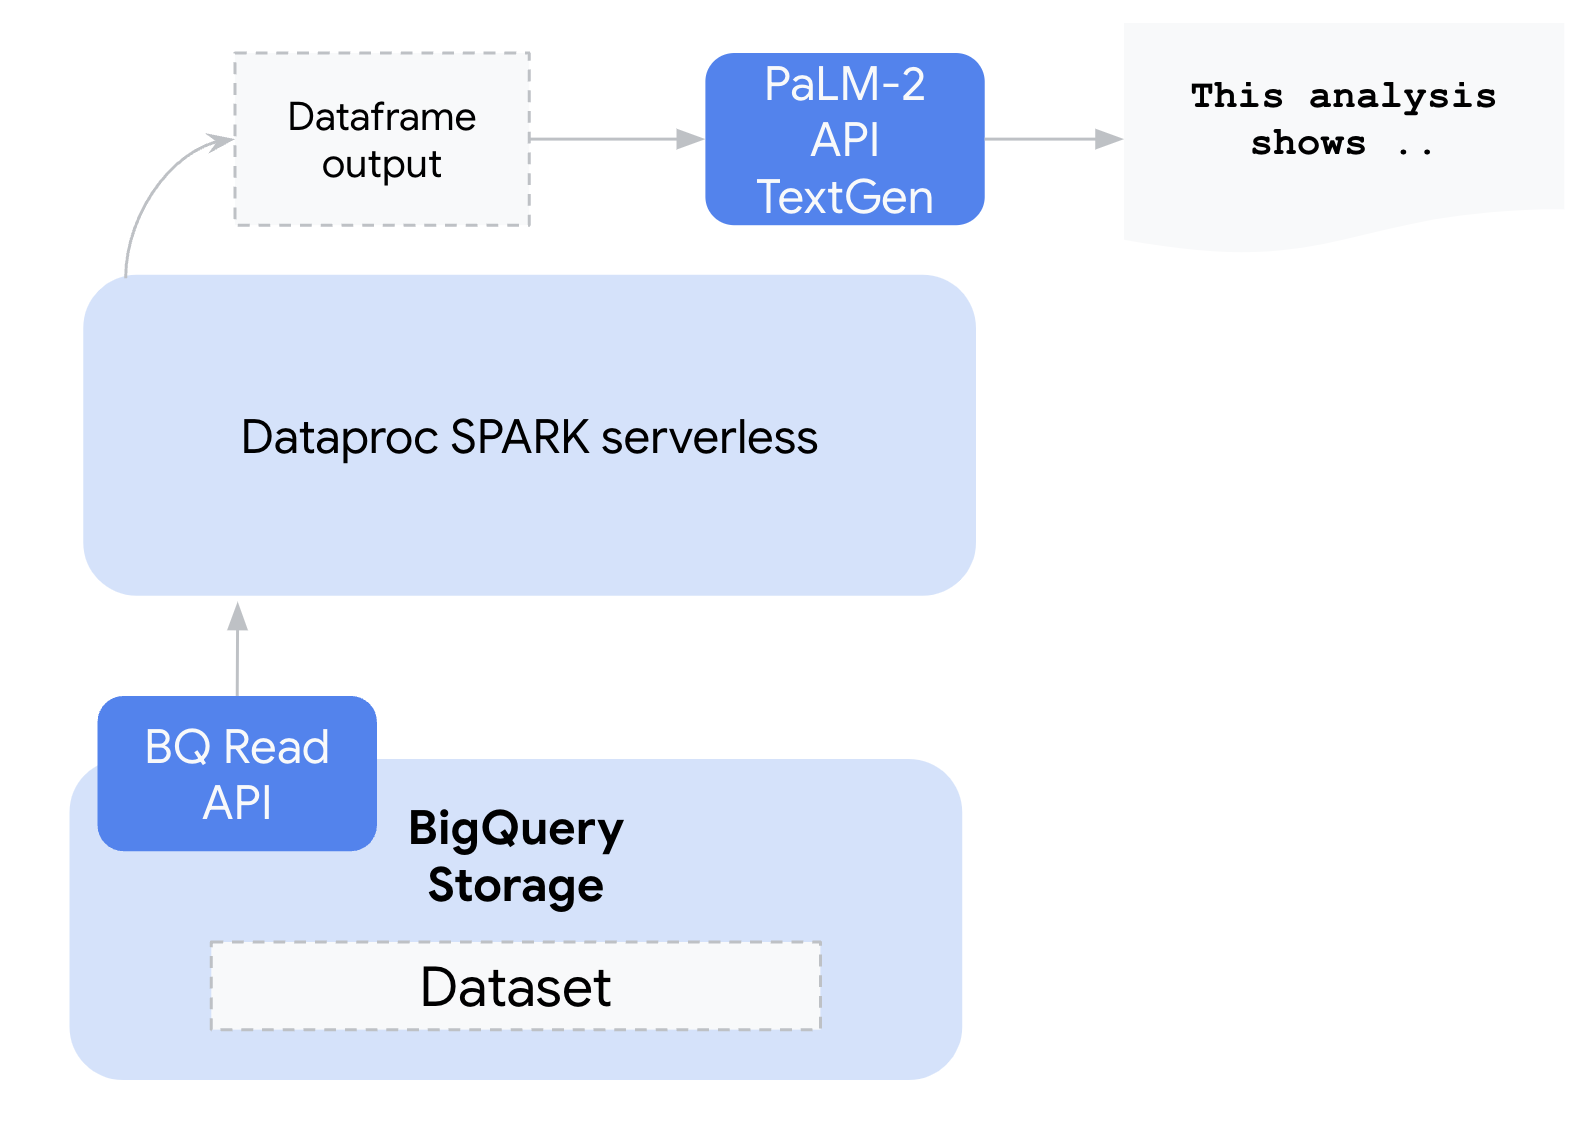 Dataframe
output
PaLM-2
API
TextGen
This analysis
shows ..
Dataproc SPARK serverless
BQ Read
API
BigQuery
Storage
Dataset